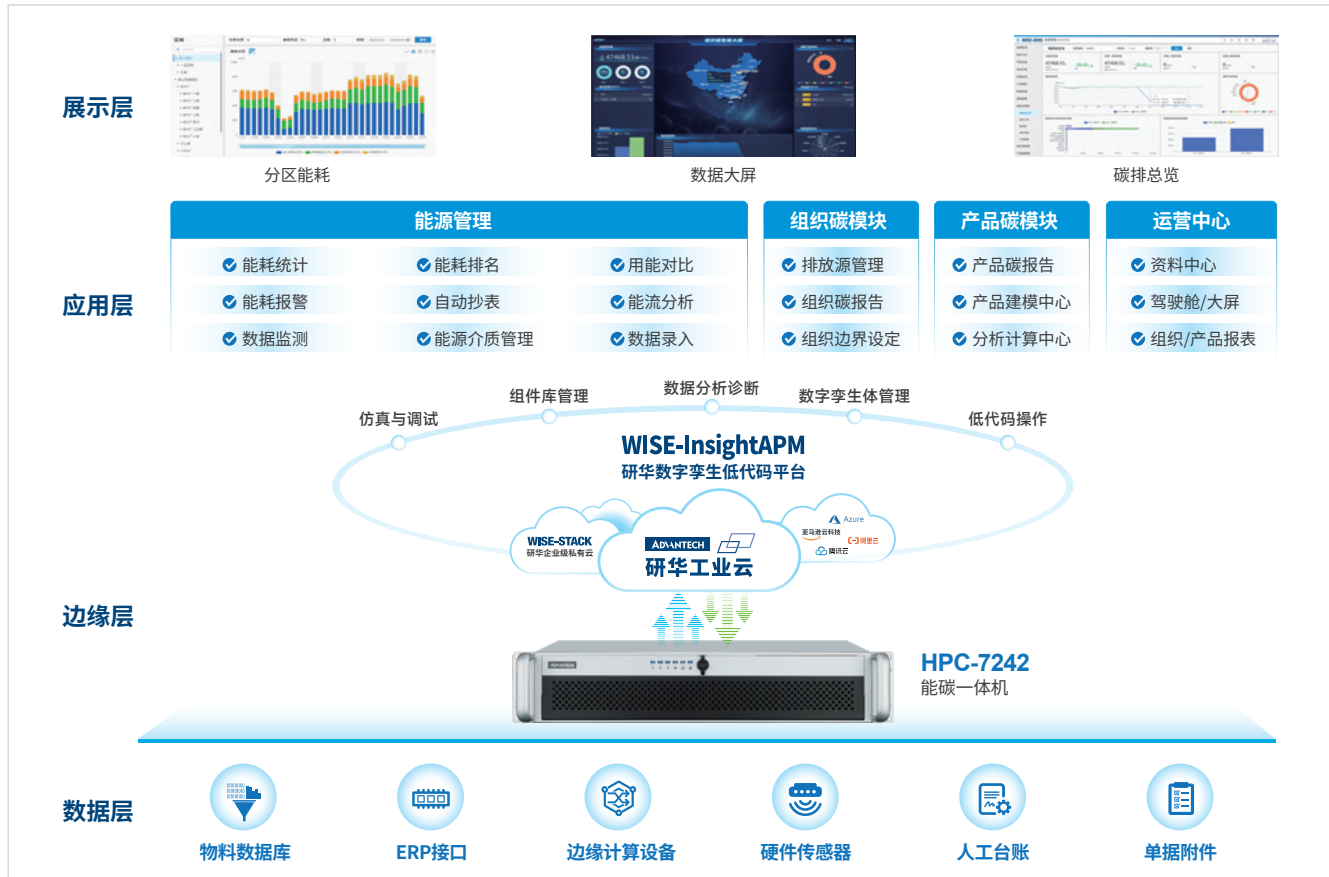 区域
47468.51
47468.51
47468.51
展示层
分区能耗
数据大屏
碳排总览
能源管理
组织碳模块
产品碳模块
运营中心
能耗统计
能耗排名
用能对比
排放源管理
产品碳报告
资料中心
应用层
能耗报警
自动抄表
能流分析
组织碳报告
产品建模中心
驾驶舱/大屏
数据监测
能源介质管理
数据录入
组织边界设定
分析计算中心
组织/产品报表
仿真与调试
组件库管理
数据分析诊断
数字孪生体管理
低代码操作
WISE-InsightAPM
研华数字孪生低代码平台
WISE-STACK
研华企业级私有云
ADVANTECH
研华工业云
Azure
亚马逊云科技
阿里云
腾讯云
边缘层
ADVANTECH
HPC-7242
能碳一体机
数据层
物料数据库
ERP接口
边缘计算设备
硬件传感器
人工台账
单据附件